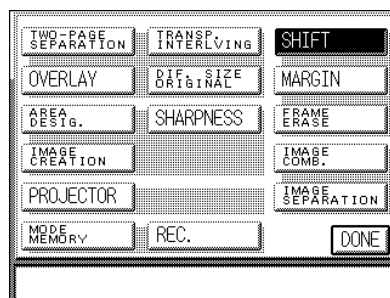 TWO-PAGE
SEPARATION
TRANSP.
INTERLVING
SHIFT
OVERLAY
DIF. SIZE
ORIGINAL
MARGIN
AREA
DESIG.
SHARPNESS
FRAME
ERASE
IMAGE
CREATION
IMAGE
COMB.
PROJECTOR
IMAGE
SEPARATION
MODE
MEMORY
REC.
DONE